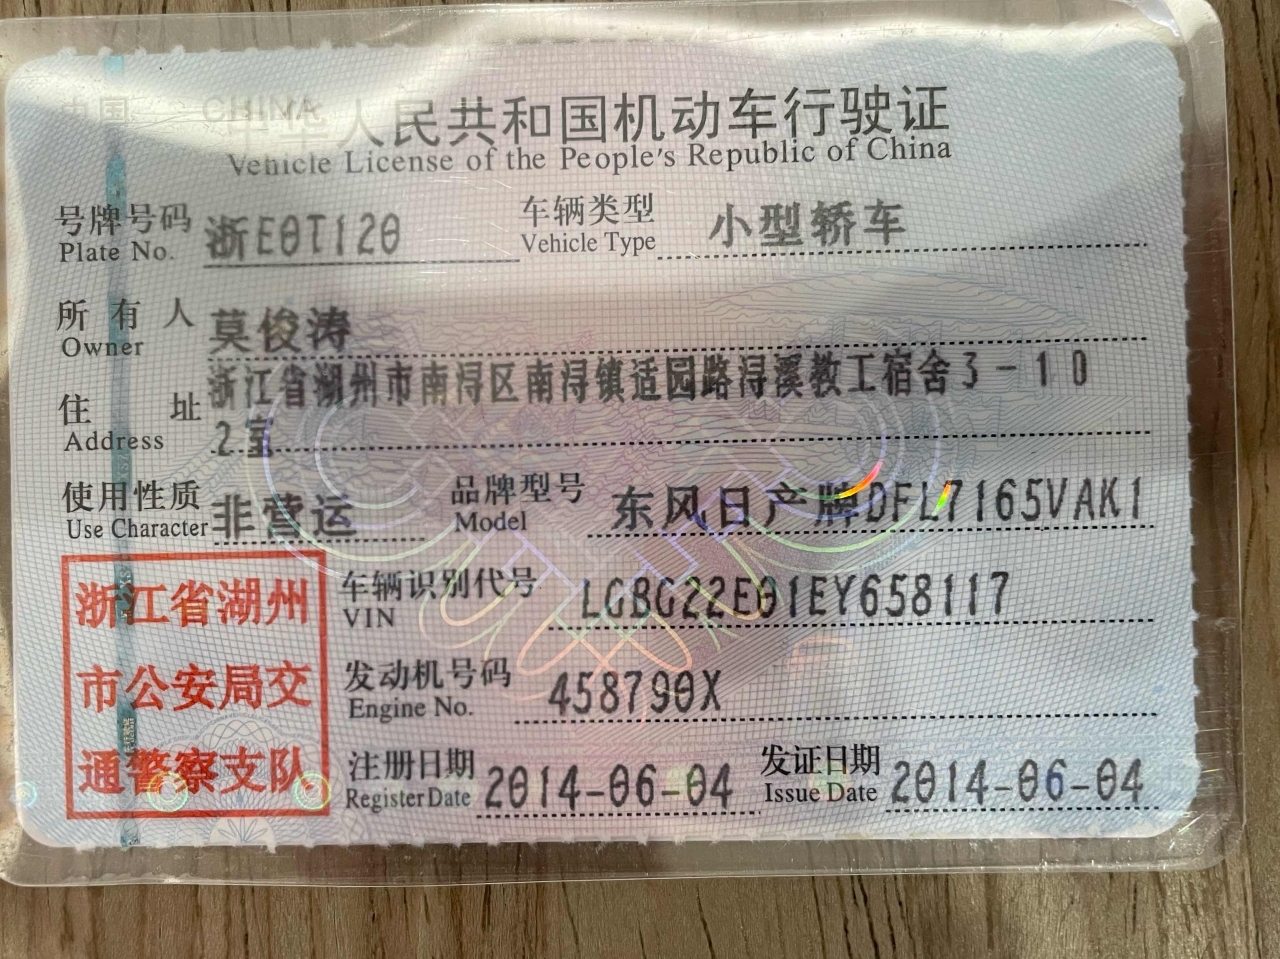 中国 CHINA
中华人民共和国机动车行驶证
Vehicle License of the People's Republic of China
号牌号码 浙E0T120 车辆类型 小型轿车
Plate No. Vehicle Type
所有人 莫俊涛
Owner
住址 浙江省湖州市南浔区南浔镇适园路浔溪教工宿舍3-10
Address 2室
使用性质 非营运 品牌型号 东风日产牌DFL7165VAK1
Use Character Model
浙江省湖州
市公安局交
通警察支队
车辆识别代号 LGBG22E01EY658117
VIN
发动机号码 458790X
Engine No.
注册日期 2014-06-04 发证日期 2014-06-04
Register Date Issue Date